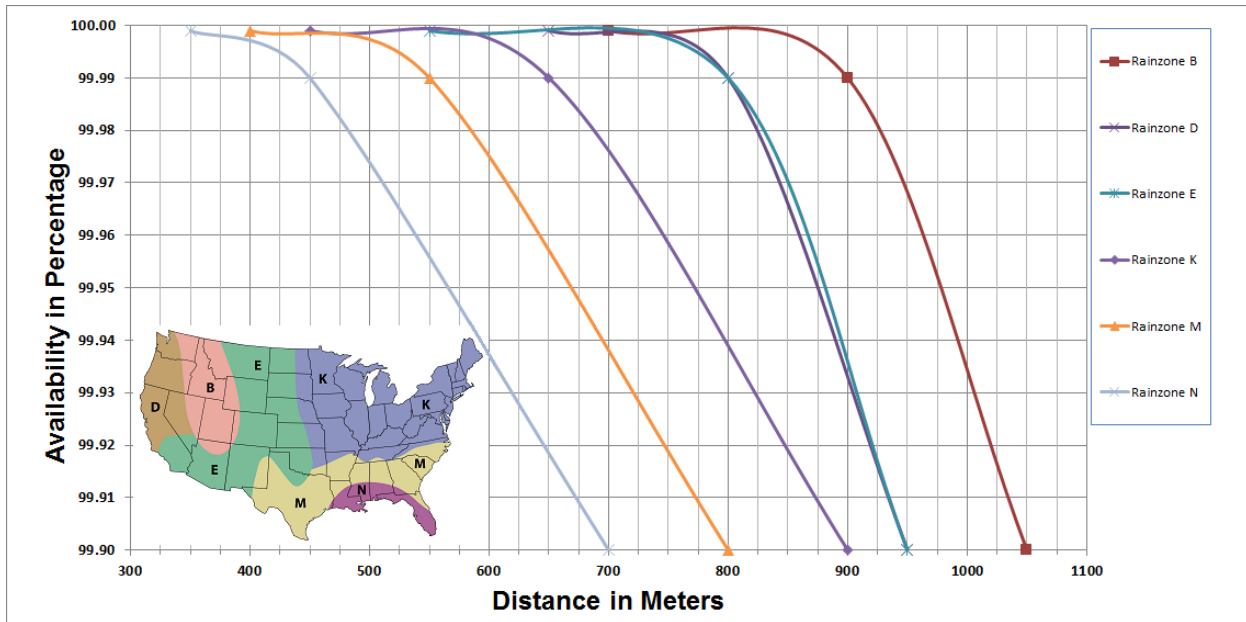 100.00
99.99
99.98
99.97
99.96
99.95
99.94
99.93
99.92
99.91
99.90
Availability in Percentage
300 400 500 600 700 800 900 1000 1100
Distance in Meters
Rainzone B
Rainzone D
Rainzone E
Rainzone K
Rainzone M
Rainzone N
E
K
B
D
K
E
M
N
M